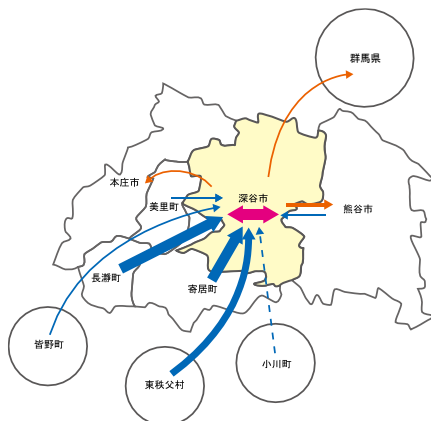 群馬県
本庄市
美里町
深谷市
熊谷市
長瀞町
寄居町
皆野町
東秩父村
小川町